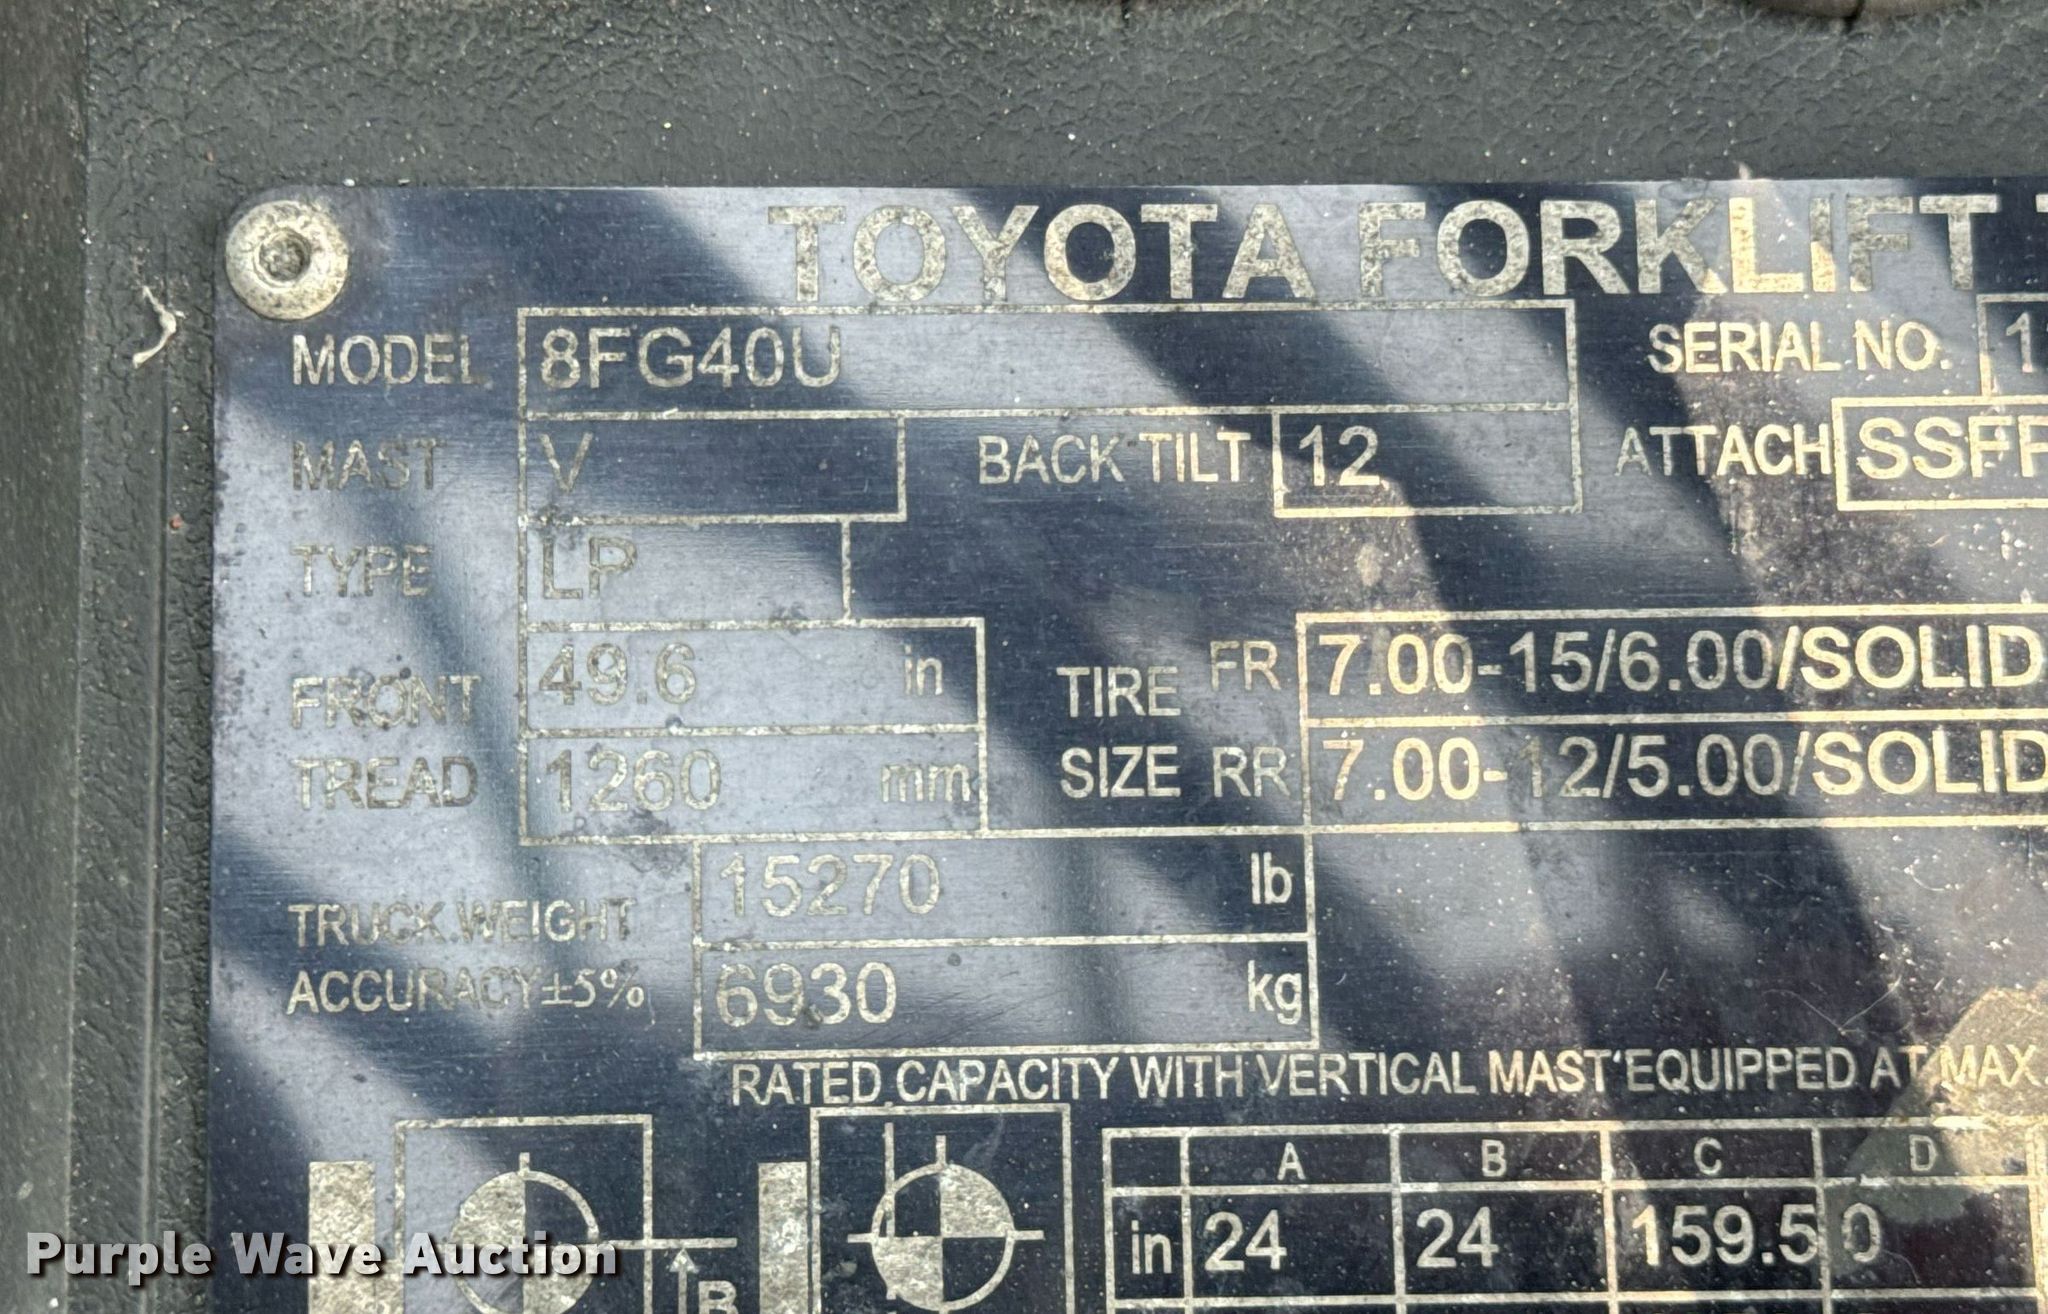 TOYOTA FORKLIFT
MODEL 8FG40U SERIAL NO.
MAST V BACK TILT 12 ATTACH
TYPE LP
FRONT 49.6 in TIRE FR 7.00-15/6.00/SOLID
TREAD 1260 mm SIZE RR 7.00-12/5.00/SOLID
15270 lb
TRUCK WEIGHT
ACCURACY±5% 6930 kg
RATED CAPACITY WITH VERTICAL MAST EQUIPPED AT MAX.
A B C D
in 24 24 159.5 0
B
Purple Wave Auction